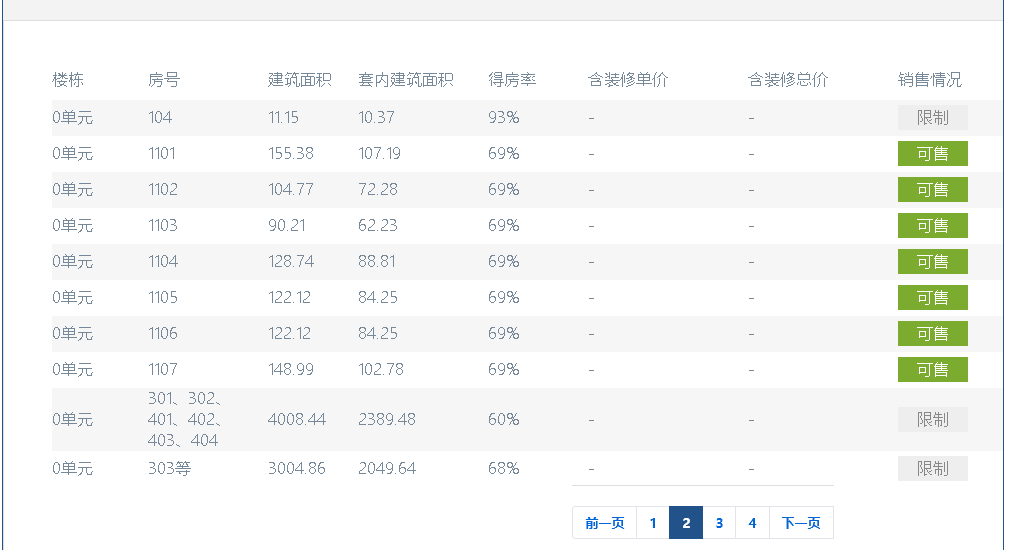 楼栋 房号 建筑面积 套内建筑面积 得房率 含装修单价 含装修总价 销售情况
0单元 104 11.15 10.37 93% - - 限制
0单元 1101 155.38 107.19 69% - - 可售
0单元 1102 104.77 72.28 69% - - 可售
0单元 1103 90.21 62.23 69% - - 可售
0单元 1104 128.74 88.81 69% - - 可售
0单元 1105 122.12 84.25 69% - - 可售
0单元 1106 122.12 84.25 69% - - 可售
0单元 1107 148.99 102.78 69% - - 可售
301、302、
0单元 401、402、 4008.44 2389.48 60% - - 限制
403、404
0单元 303等 3004.86 2049.64 68% - - 限制
前一页 1 2 3 4 下一页